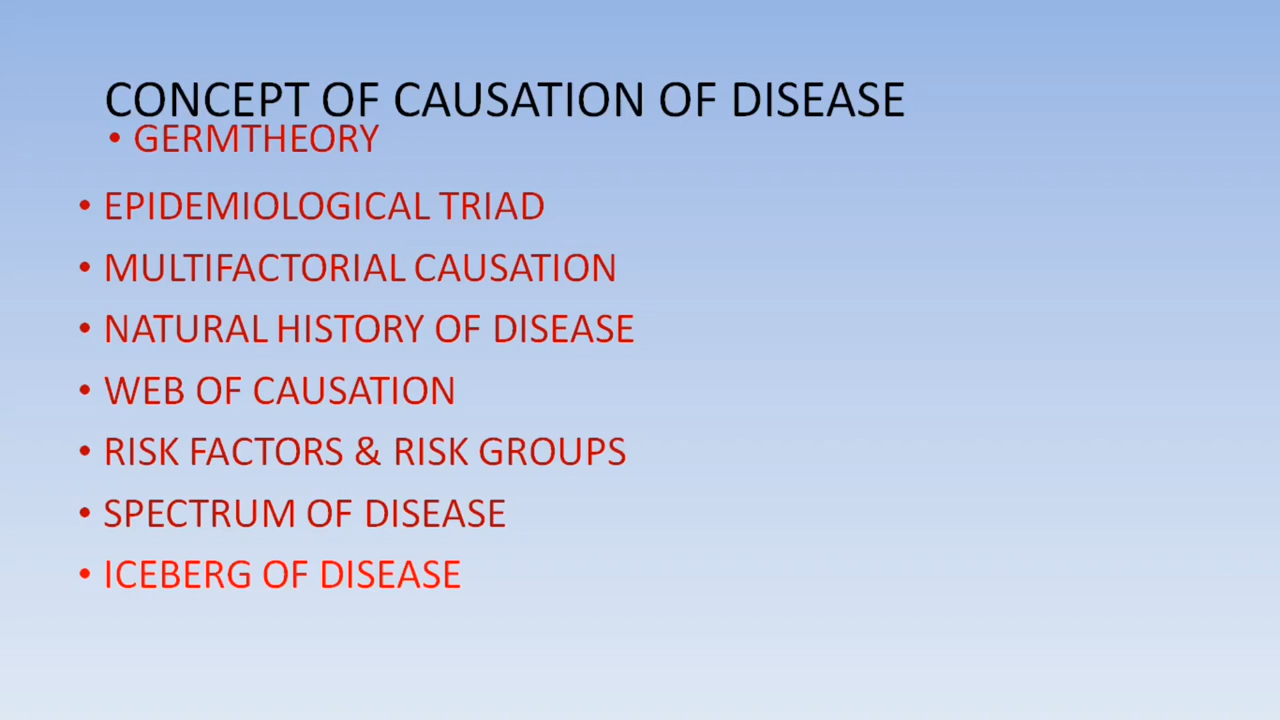 CONCEPT OF CAUSATION OF DISEASE
• GERMTHEORY
• EPIDEMIOLOGICAL TRIAD
• MULTIFACTORIAL CAUSATION
• NATURAL HISTORY OF DISEASE
• WEB OF CAUSATION
• RISK FACTORS & RISK GROUPS
• SPECTRUM OF DISEASE
• ICEBERG OF DISEASE